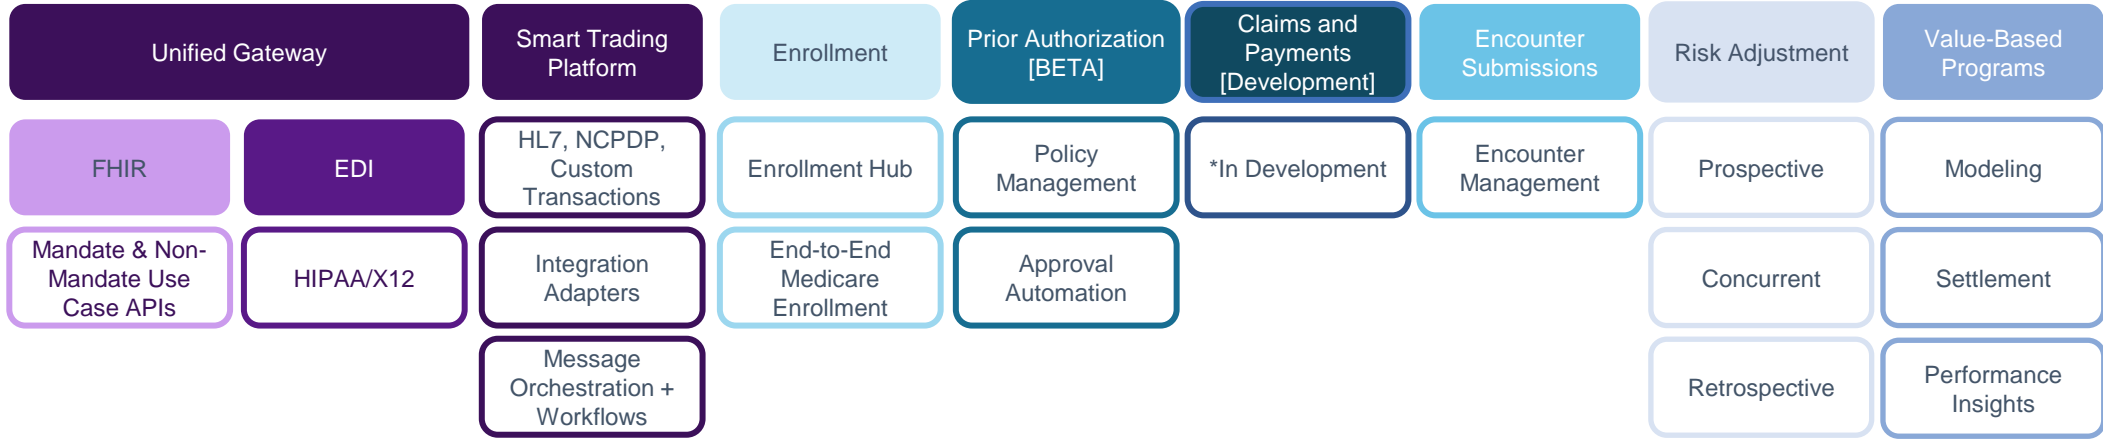 Unified Gateway
Smart Trading
Platform
Enrollment
Prior Authorization
[BETA]
Claims and
Payments
[Development]
Encounter
Submissions
Risk Adjustment
Value-Based
Programs
FHIR
EDI
HL7, NCPDP,
Custom
Transactions
Enrollment Hub
Policy
Management
*In Development
Encounter
Management
Prospective
Modeling
Mandate & Non-
Mandate Use
Case APIs
HIPAA/X12
Integration
Adapters
End-to-End
Medicare
Enrollment
Approval
Automation
Concurrent
Settlement
Message
Orchestration +
Workflows
Retrospective
Performance
Insights